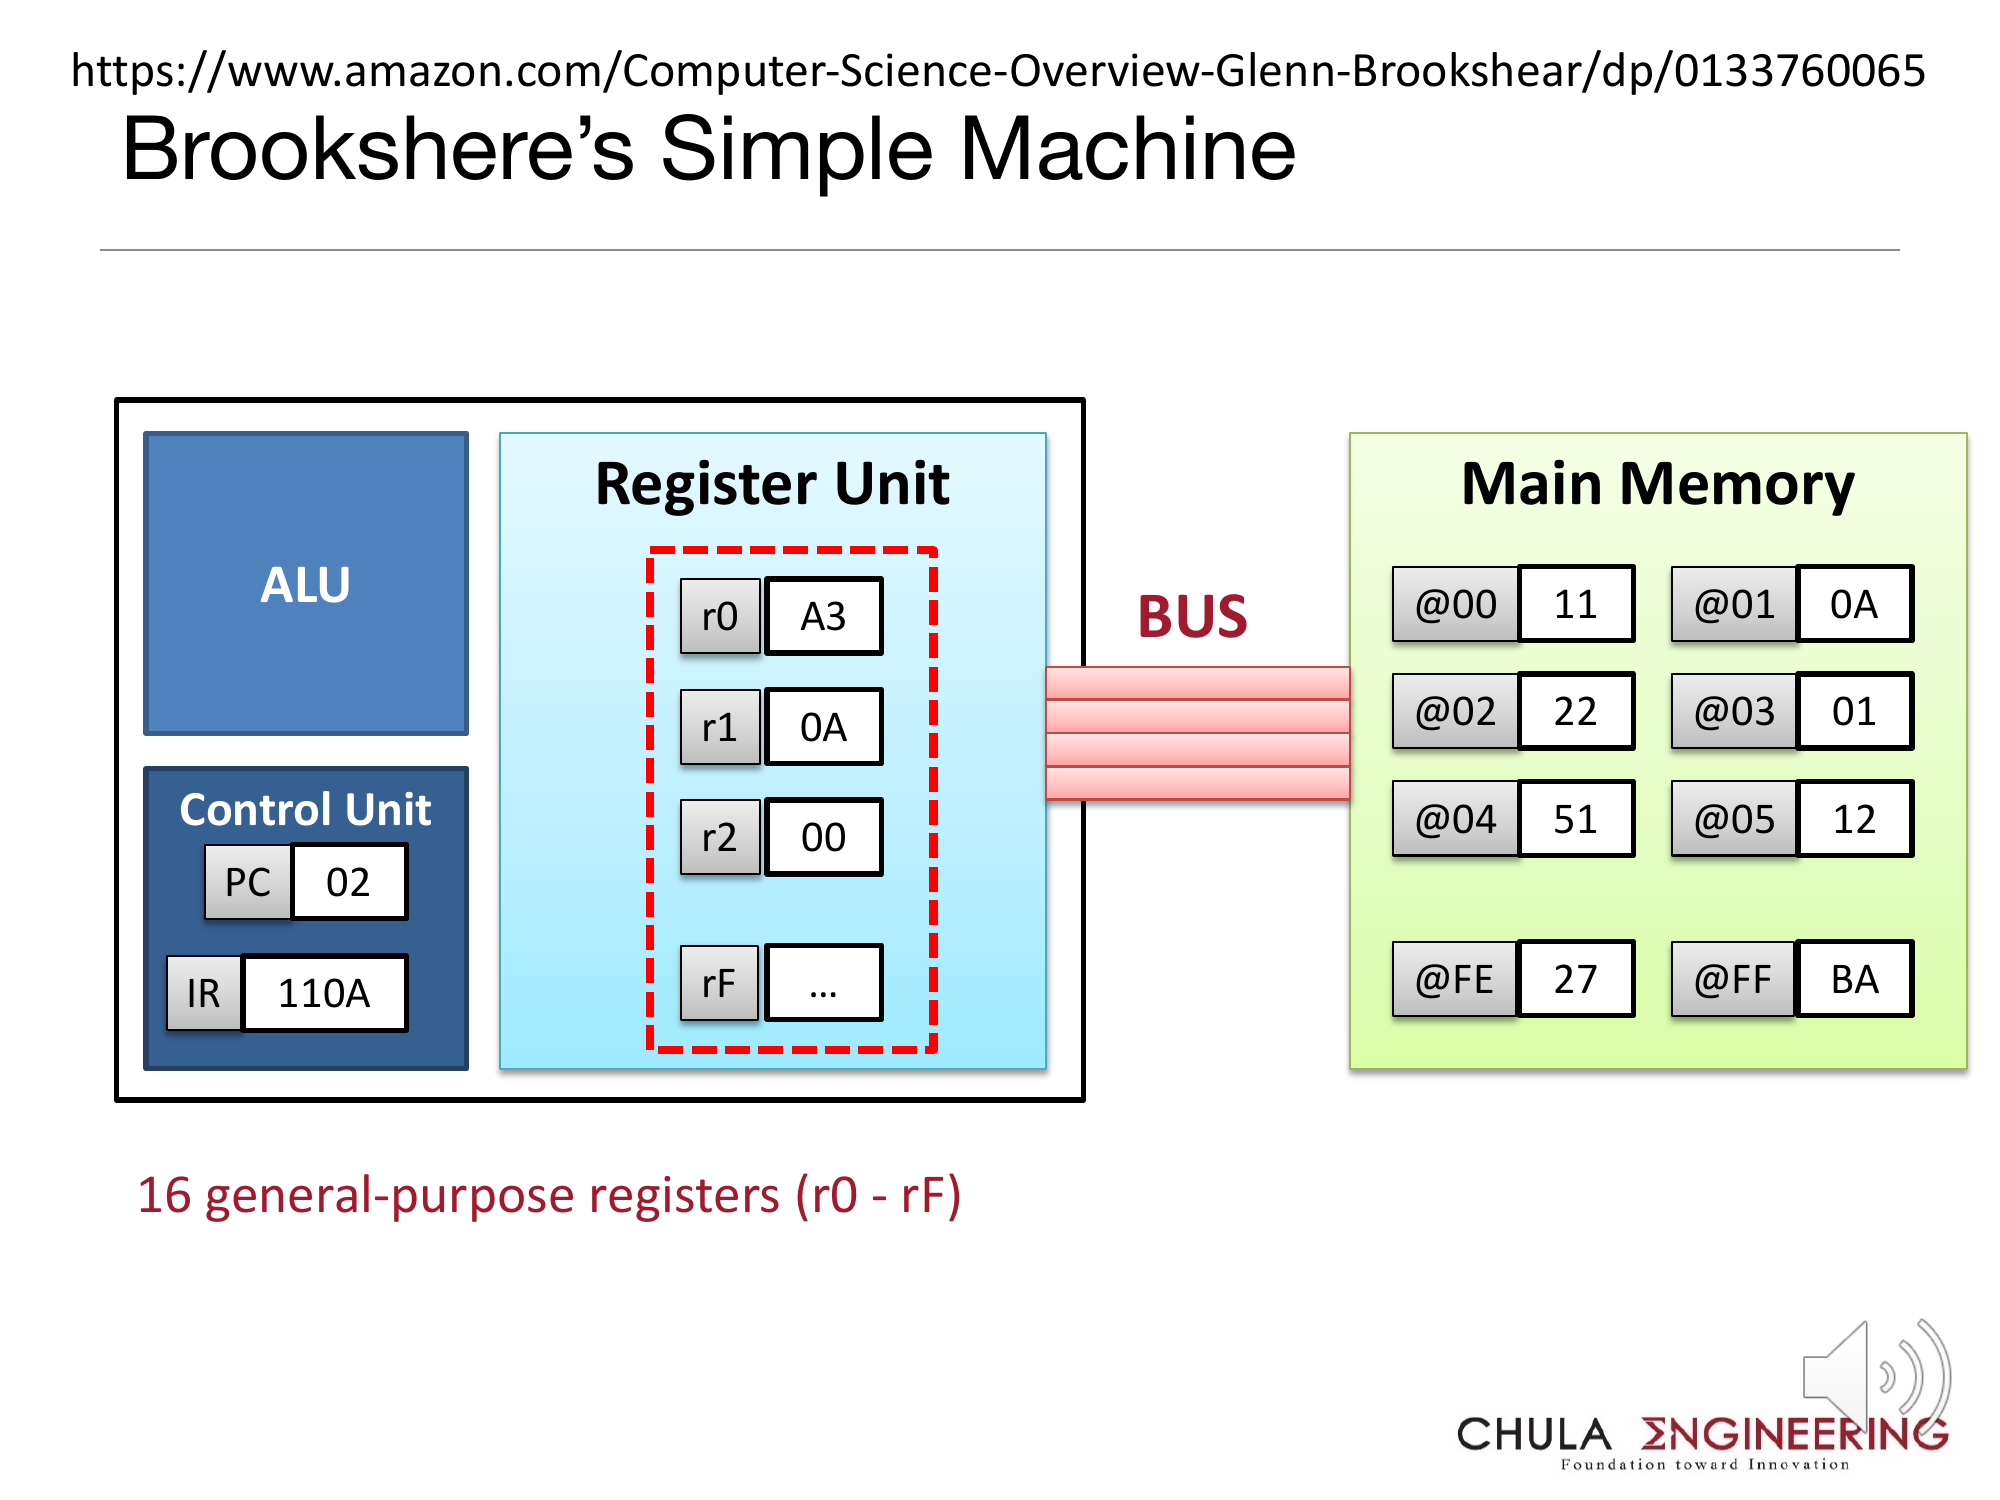 https://www.amazon.com/Computer-Science-Overview-Glenn-Brookshear/dp/0133760065
Brookshere’s Simple Machine
ALU
Control Unit
PC 02
IR 110A
Register Unit
r0 A3
r1 0A
r2 00
rF ...
BUS
Main Memory
@00 11 @01 0A
@02 22 @03 01
@04 51 @05 12
@FE 27 @FF BA
16 general-purpose registers (r0 - rF)
CHULA ΣNGINEERING
Foundation toward Innovation